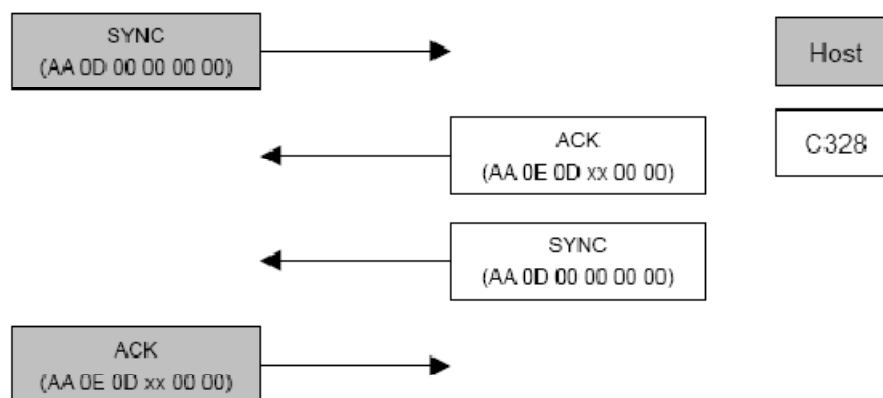 SYNC
(AA 0D 00 00 00 00)
Host
ACK
(AA 0E 0D xx 00 00)
C328
SYNC
(AA 0D 00 00 00 00)
ACK
(AA 0E 0D xx 00 00)